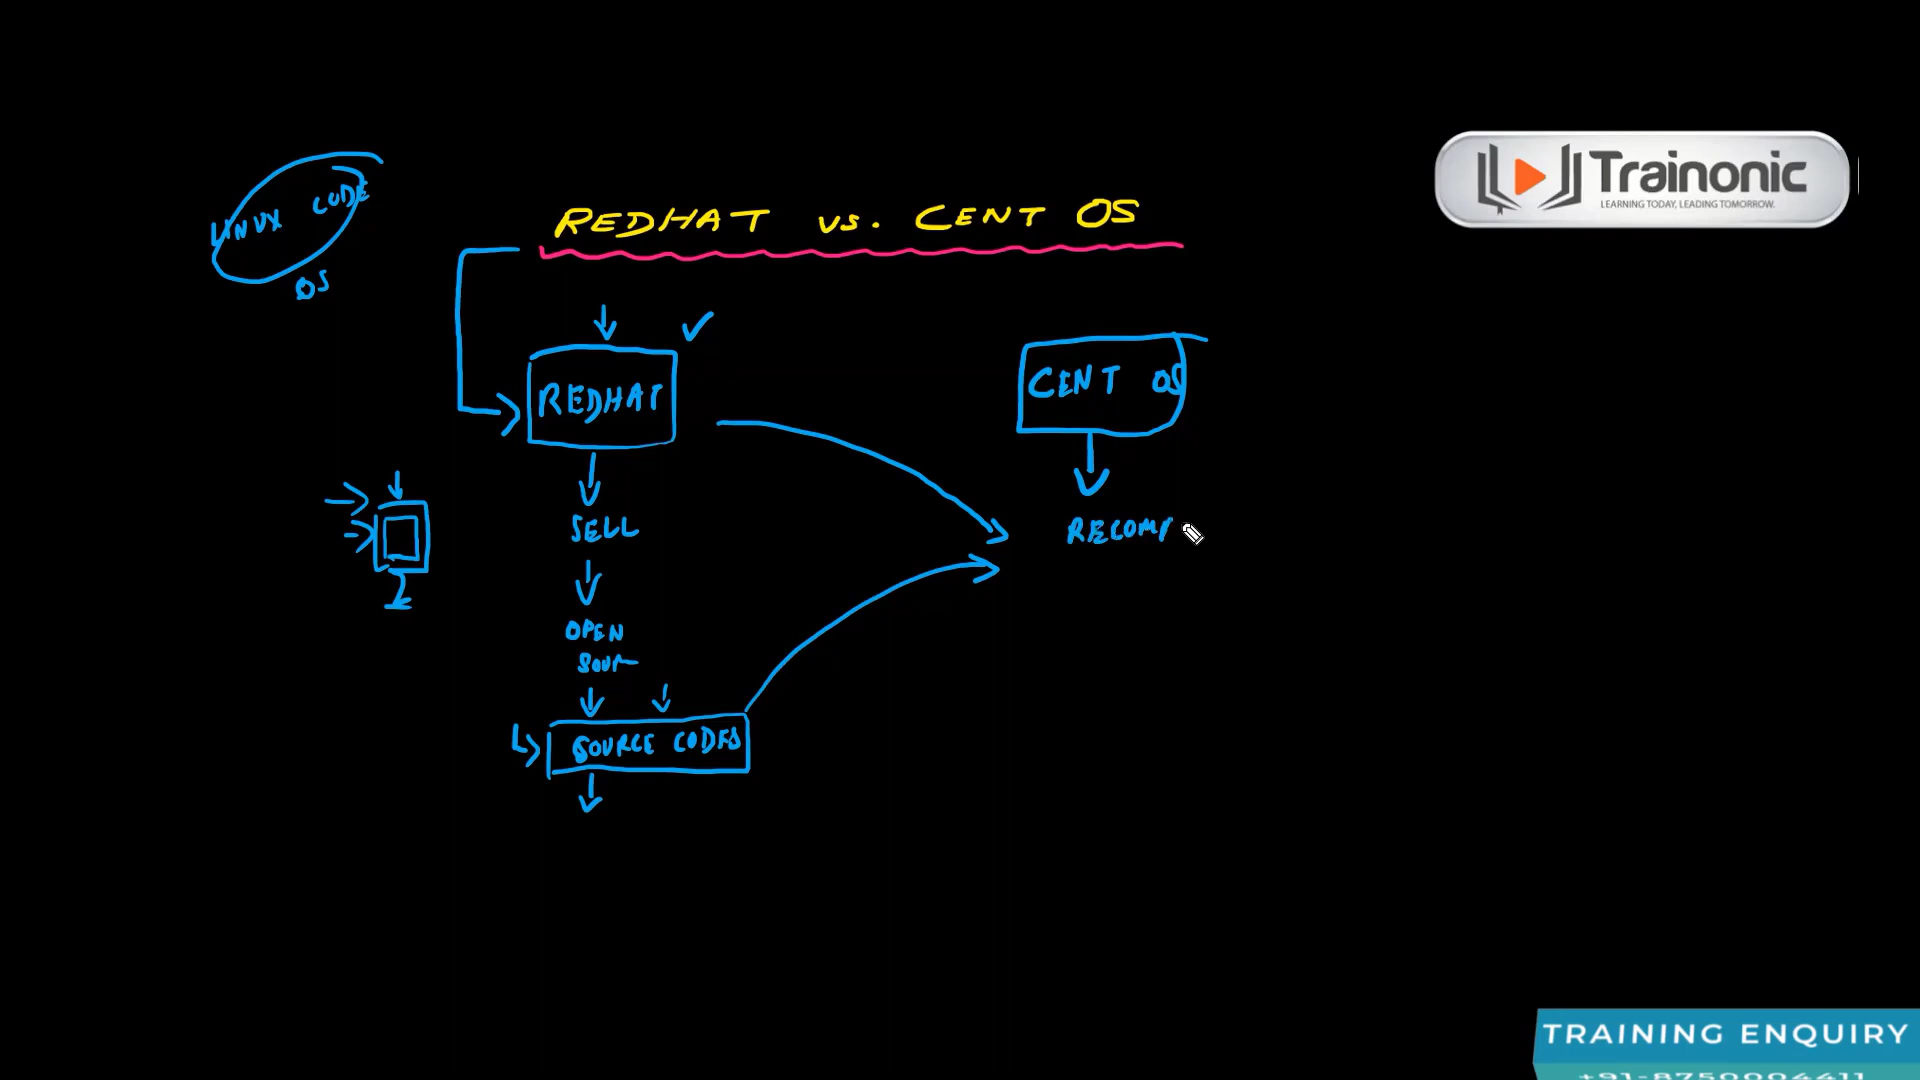 LINUX CODE
OS
REDHAT vs. CENT OS
REDHAT
CENT OS
SELL
RECOMP
OPEN
SOUR
SOURCE CODES
Trainonic
LEARNING TODAY, LEADING TOMORROW.
TRAINING ENQUIRY